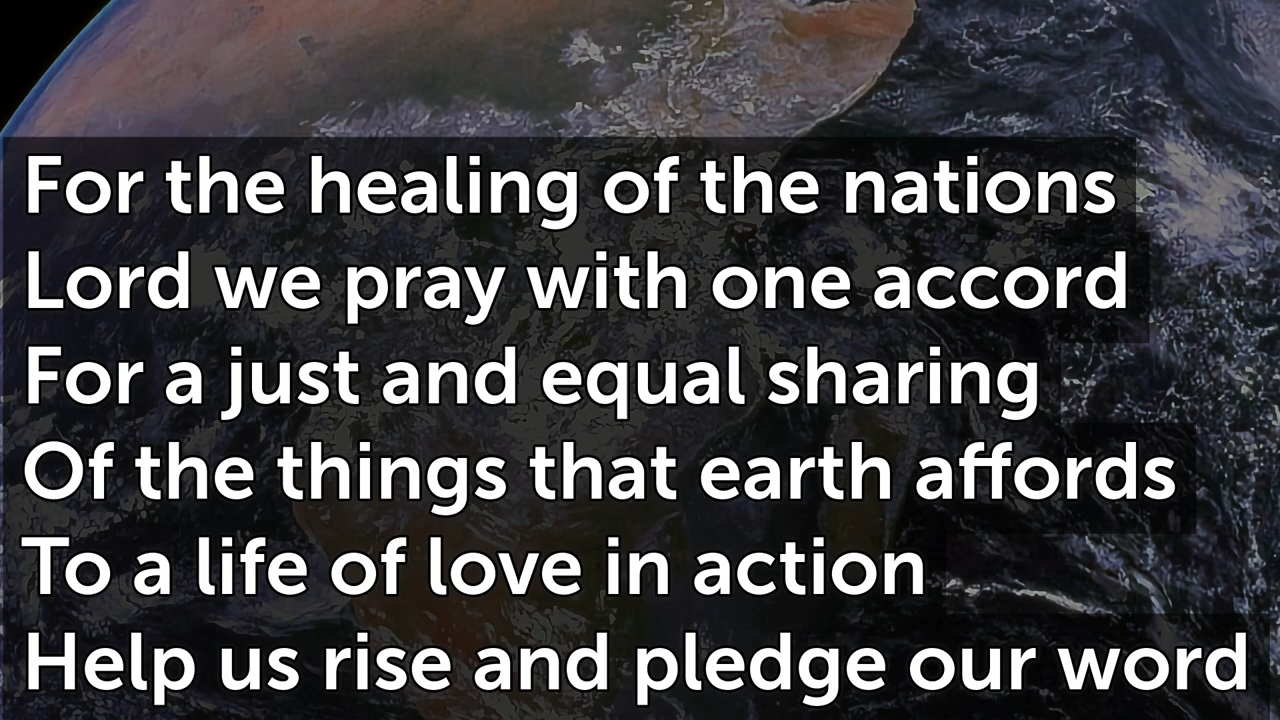 For the healing of the nations
Lord we pray with one accord
For a just and equal sharing
Of the things that earth affords
To a life of love in action
Help us rise and pledge our word